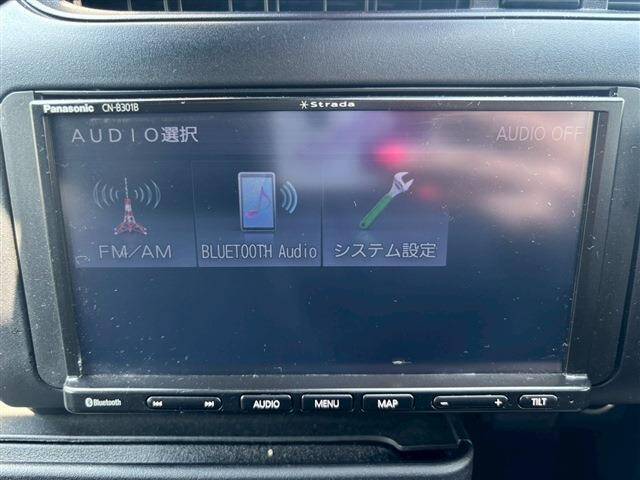 Panasonic CN-B301B Strada
AUDIO選択 AUDIO OFF
FM/AM BLUETOOTH Audio システム設定
Bluetooth AUDIO MENU MAP - + TILT